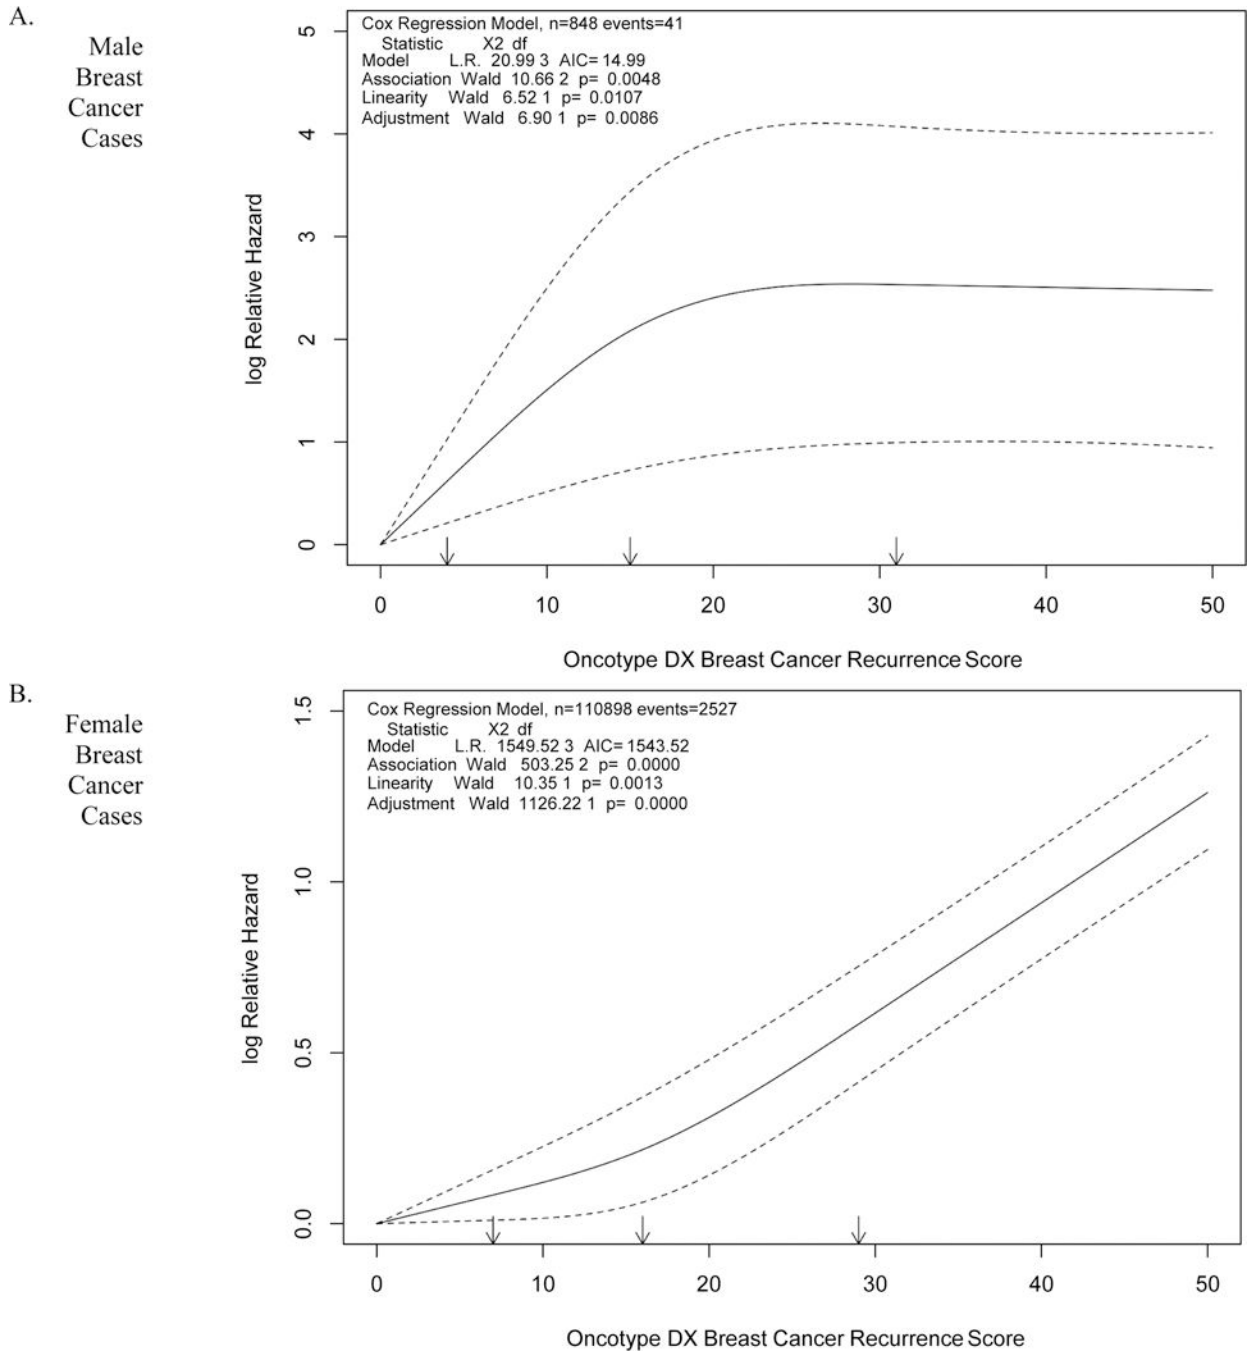 A.
Male
Breast
Cancer
Cases
Cox Regression Model, n=848 events=41
Statistic X2 df
Model L.R. 20.99 3 AIC= 14.99
Association Wald 10.66 2 p= 0.0048
Linearity Wald 6.52 1 p= 0.0107
Adjustment Wald 6.90 1 p= 0.0086
log Relative Hazard
5
4
3
2
1
0
0 10 20 30 40 50
Oncotype DX Breast Cancer Recurrence Score
B.
Female
Breast
Cancer
Cases
Cox Regression Model, n=110898 events=2527
Statistic X2 df
Model L.R. 1549.52 3 AIC= 1543.52
Association Wald 503.25 2 p= 0.0000
Linearity Wald 10.35 1 p= 0.0013
Adjustment Wald 1126.22 1 p= 0.0000
log Relative Hazard
1.5
1.0
0.5
0.0
0 10 20 30 40 50
Oncotype DX Breast Cancer Recurrence Score